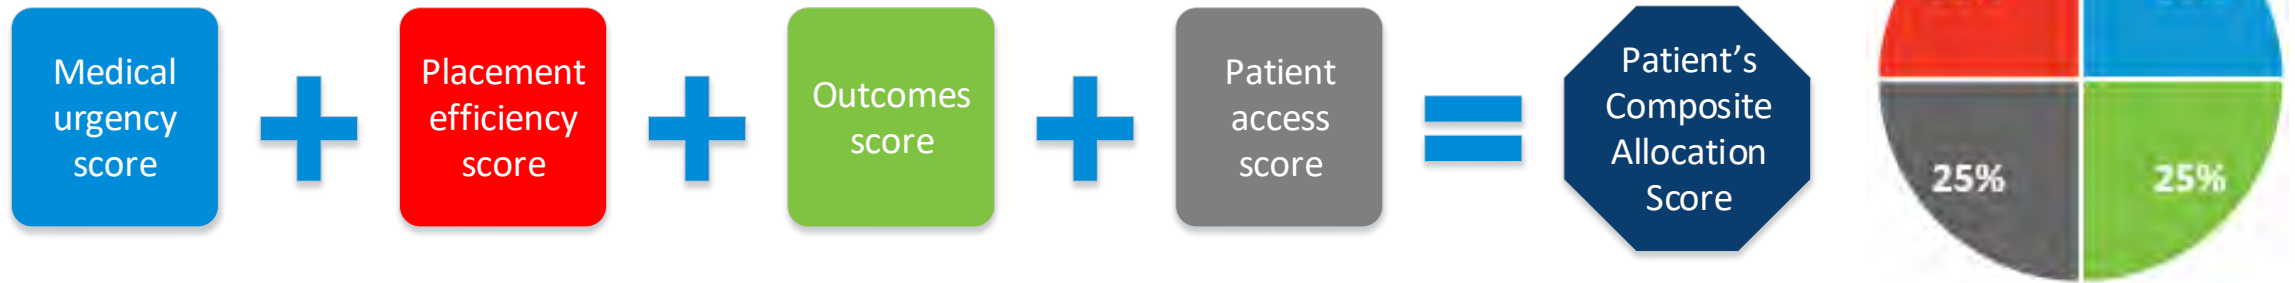 Medical
urgency
score
Placement
efficiency
score
Outcomes
score
Patient
access
score
Patient's
Composite
Allocation
Score
25%
25%